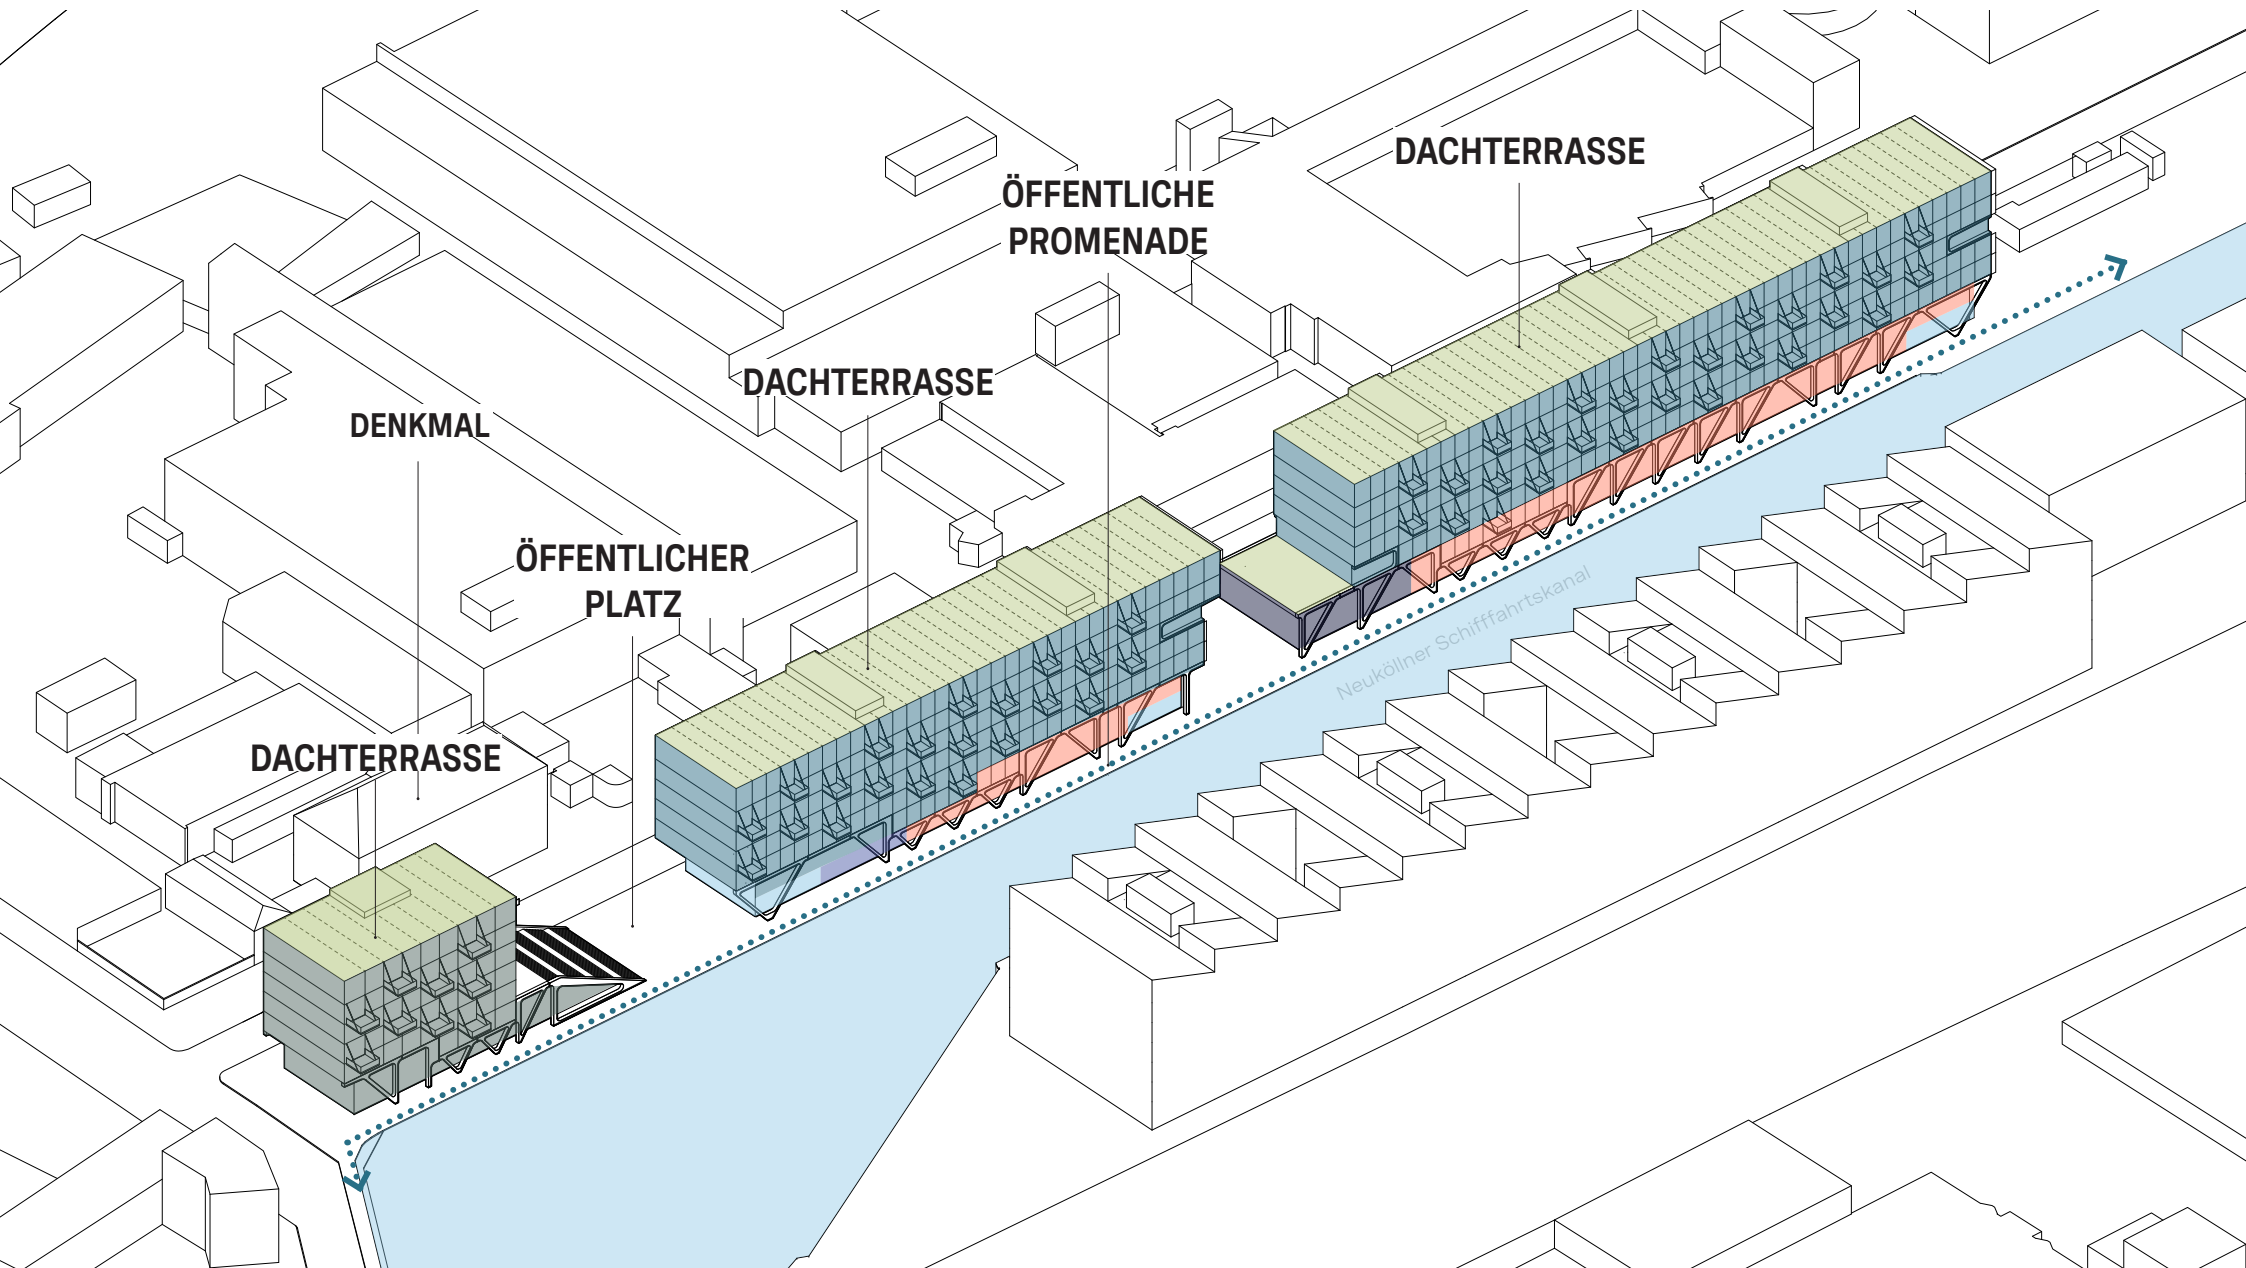 DACHTERRASSE
ÖFFENTLICHE
PROMENADE
DACHTERRASSE
DENKMAL
ÖFFENTLICHER
PLATZ
Neuköllner Schifffahrtskanal
DACHTERRASSE